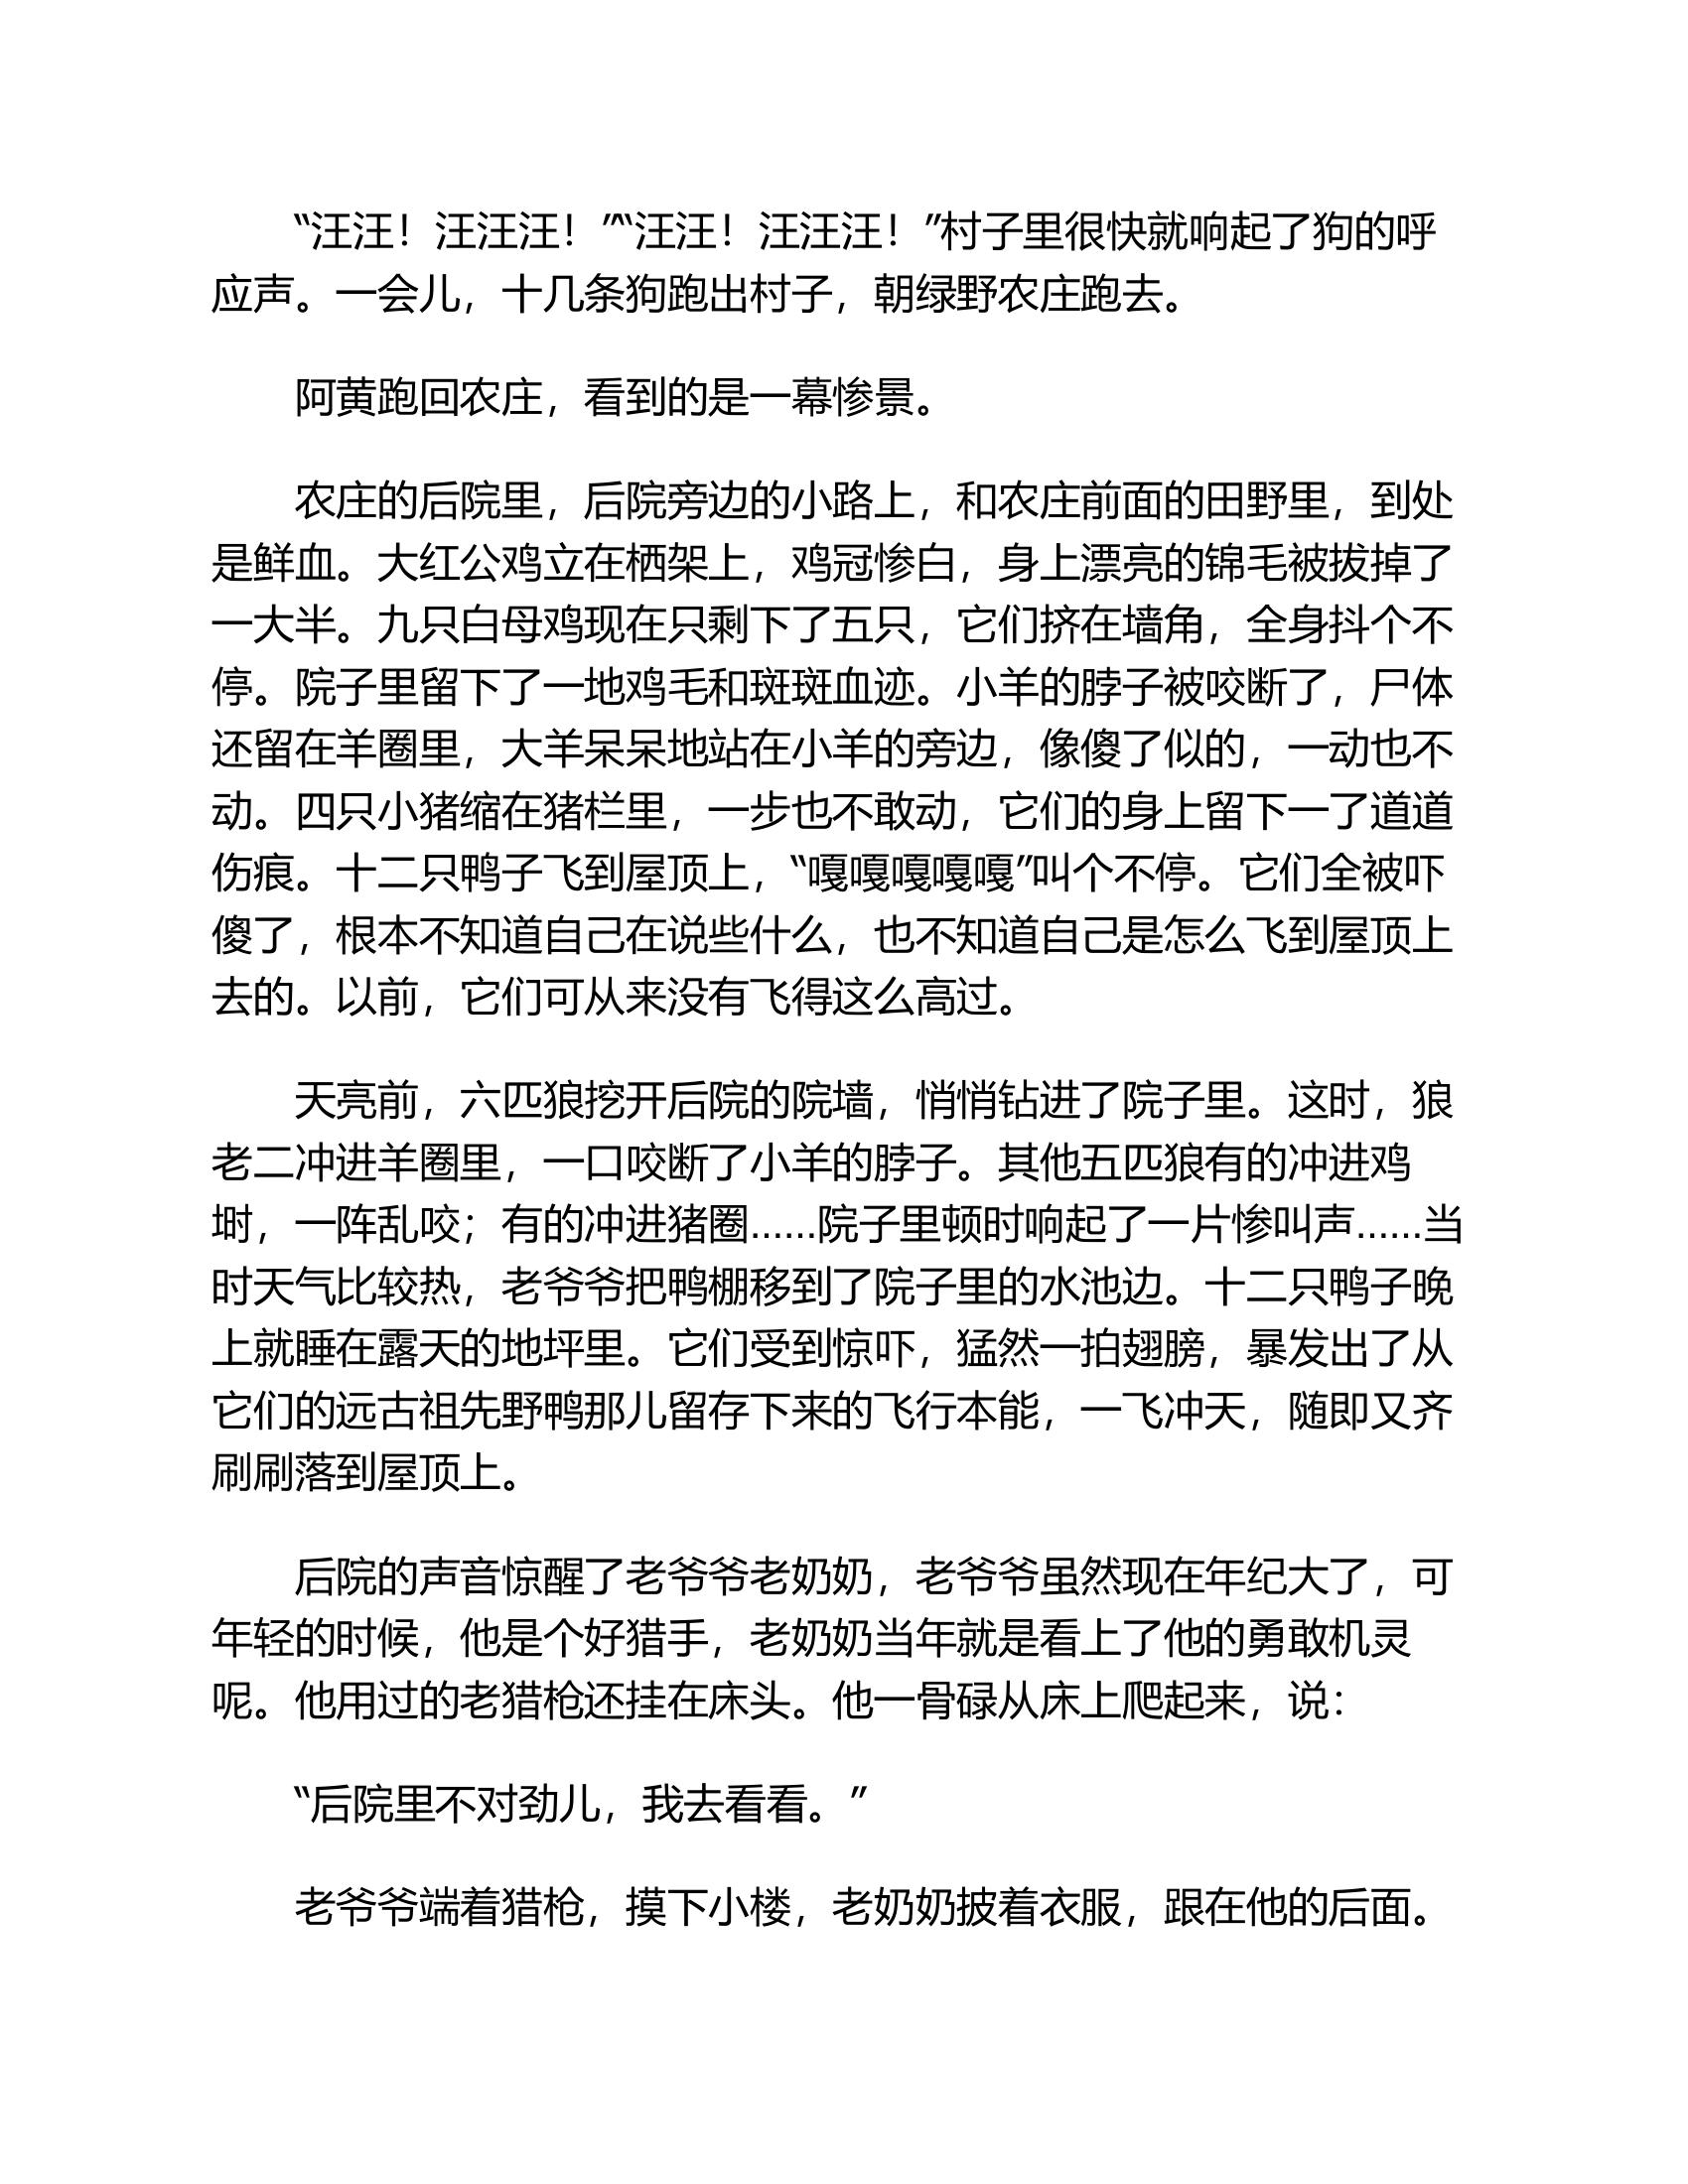 “汪汪！汪汪汪！”“汪汪！汪汪汪！”村子里很快就响起了狗的呼
应声。一会儿，十几条狗跑出村子，朝绿野农庄跑去。
阿黄跑回农庄，看到的是一幕惨景。
农庄的后院里，后院旁边的小路上，和农庄前面的田野里，到处
是鲜血。大红公鸡立在栖架上，鸡冠惨白，身上漂亮的锦毛被拔掉了
一大半。九只白母鸡现在只剩下了五只，它们挤在墙角，全身抖个不
停。院子里留下了一地鸡毛和斑斑血迹。小羊的脖子被咬断了，尸体
还留在羊圈里，大羊呆呆地站在小羊的旁边，像傻了似的，一动也不
动。四只小猪缩在猪栏里，一步也不敢动，它们的身上留下一了道道
伤痕。十二只鸭子飞到屋顶上，“嘎嘎嘎嘎嘎”叫个不停。它们全被吓
傻了，根本不知道自己在说些什么，也不知道自己是怎么飞到屋顶上
去的。以前，它们可从来没有飞得这么高过。
天亮前，六匹狼挖开后院的院墙，悄悄钻进了院子里。这时，狼
老二冲进羊圈里，一口咬断了小羊的脖子。其他五匹狼有的冲进鸡
埘，一阵乱咬；有的冲进猪圈……院子里顿时响起了一片惨叫声……当
时天气比较热，老爷爷把鸭棚移到了院子里的水池边。十二只鸭子晚
上就睡在露天的地坪里。它们受到惊吓，猛然一拍翅膀，暴发出了从
它们的远古祖先野鸭那儿留存下来的飞行本能，一飞冲天，随即又齐
刷刷落到屋顶上。
后院的声音惊醒了老爷爷老奶奶，老爷爷虽然现在年纪大了，可
年轻的时候，他是个好猎手，老奶奶当年就是看上了他的勇敢机灵
呢。他用过的老猎枪还挂在床头。他一骨碌从床上爬起来，说：
“后院里不对劲儿，我去看看。”
老爷爷端着猎枪，摸下小楼，老奶奶披着衣服，跟在他的后面。